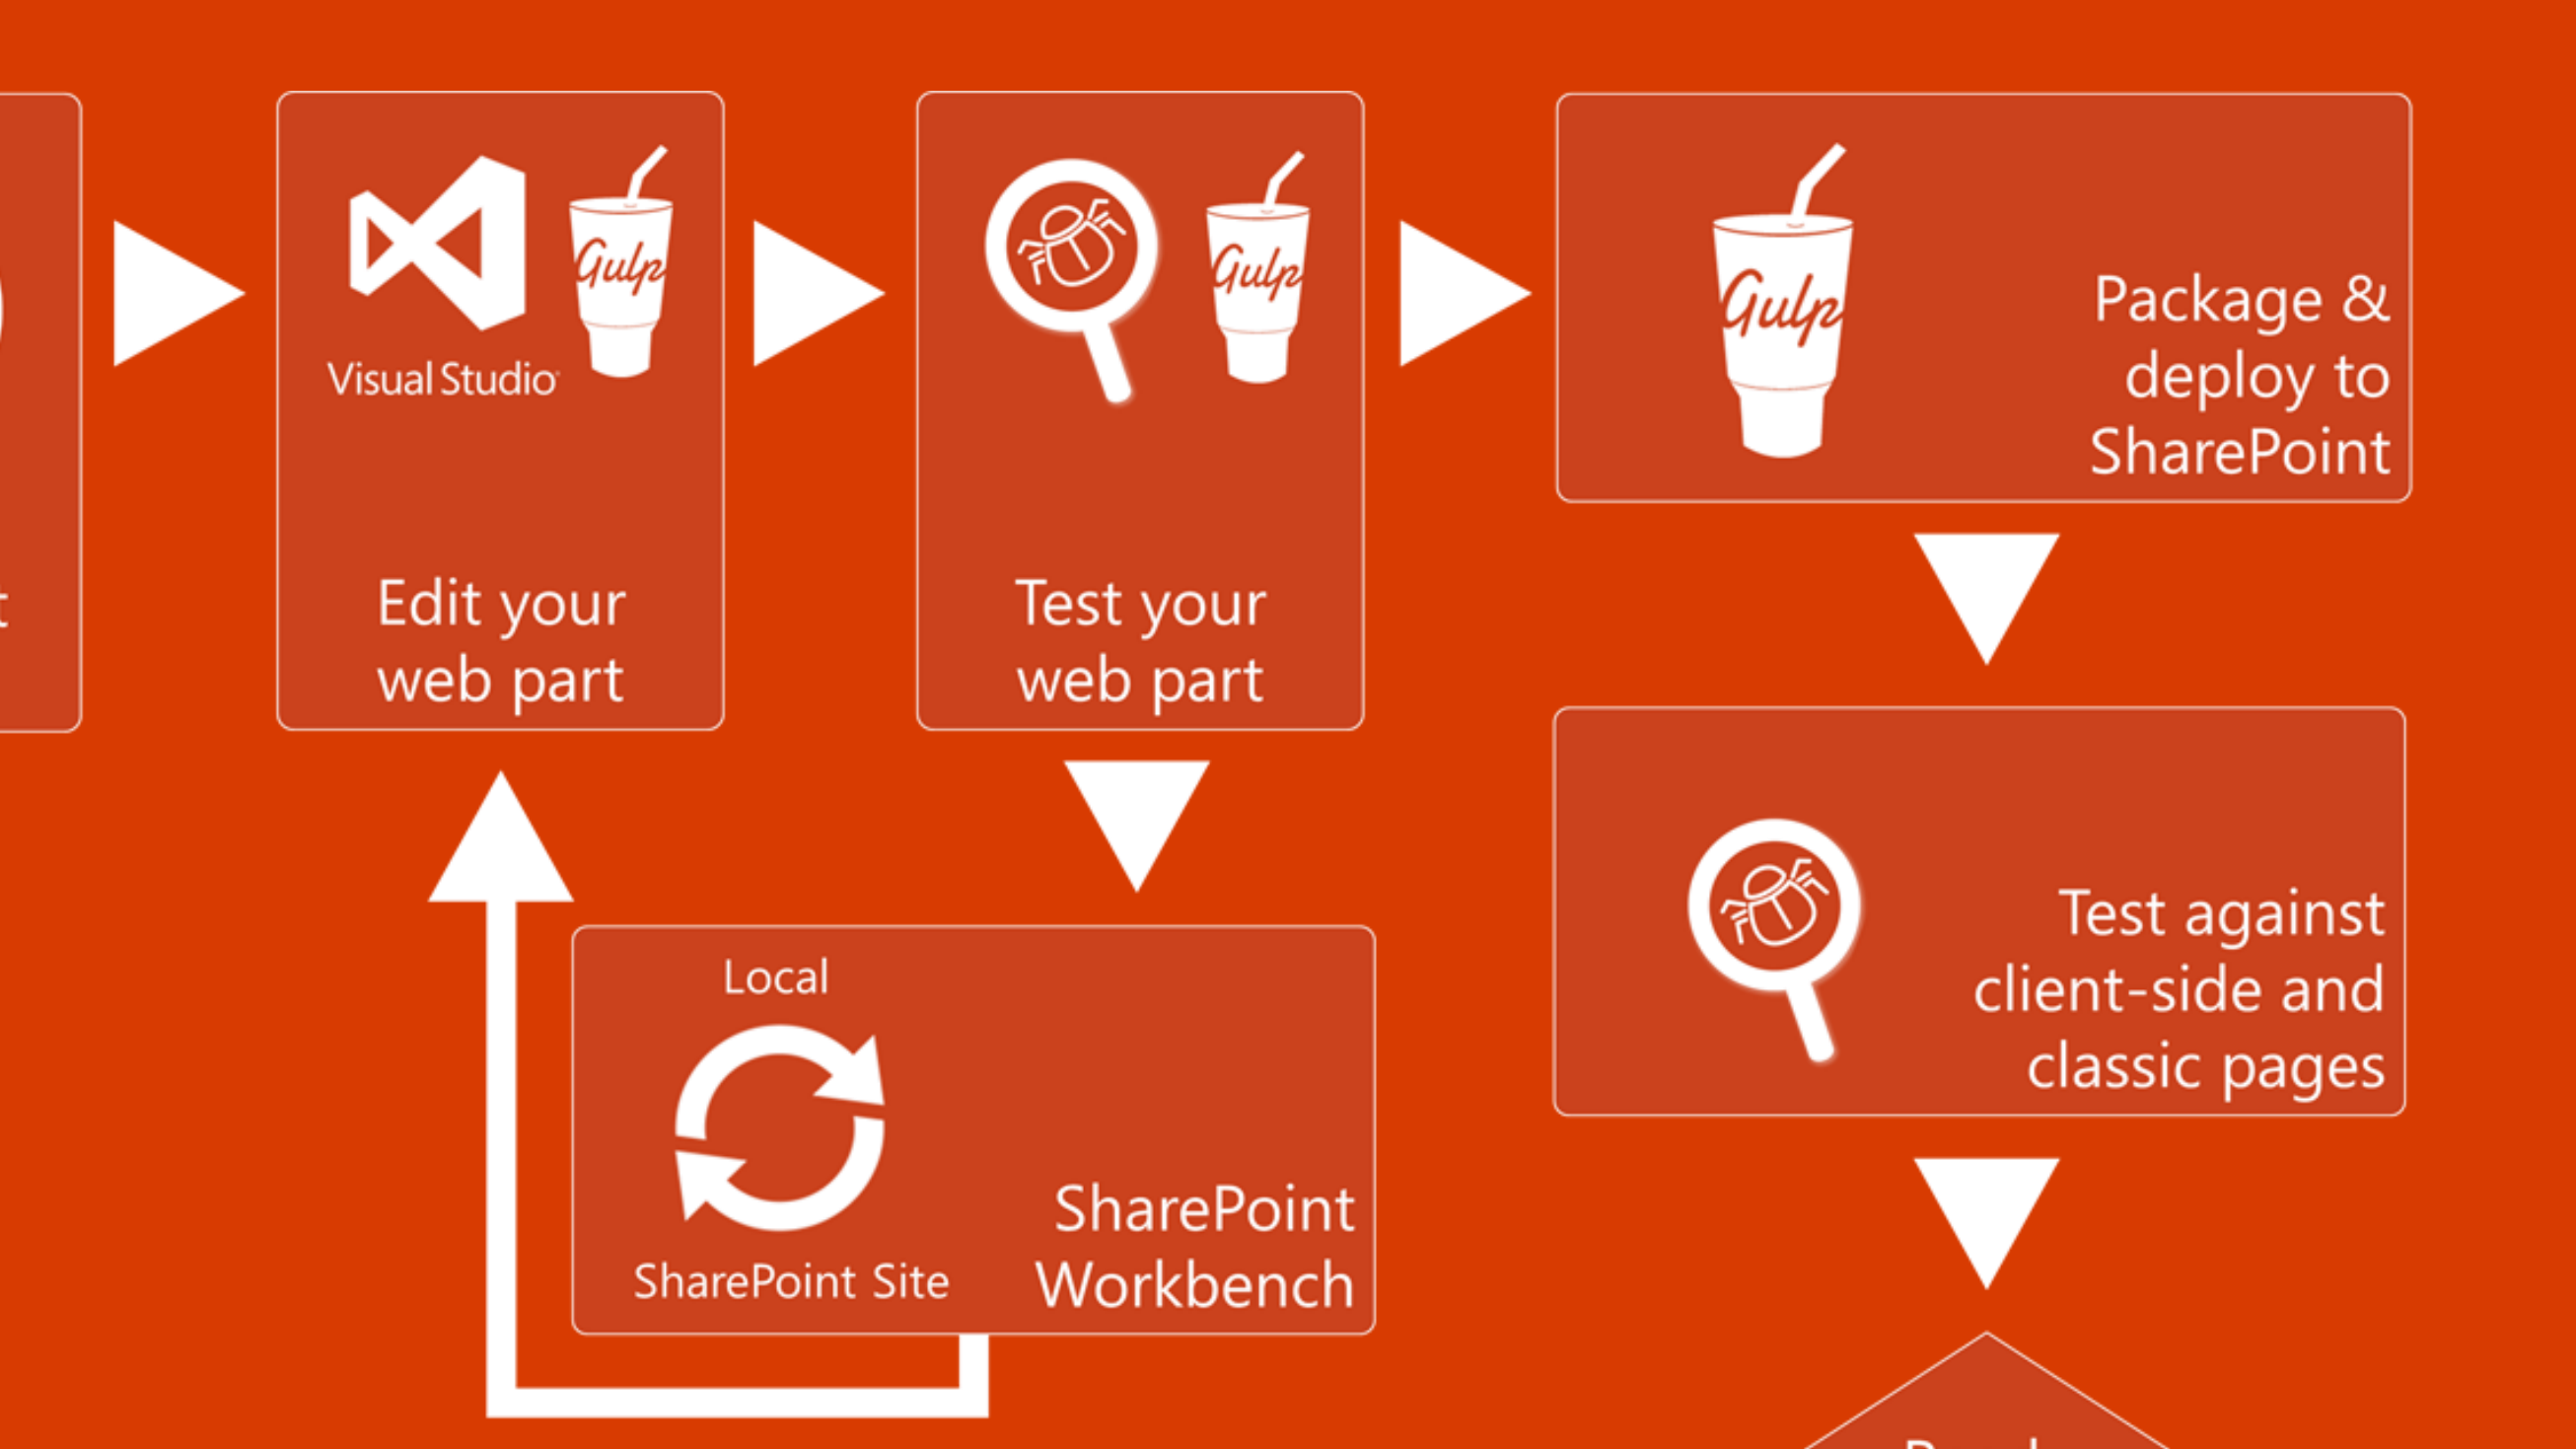 Visual Studio
Gulp
Edit your
web part
Gulp
Test your
web part
Gulp
Package &
deploy to
SharePoint
Local
SharePoint Site
SharePoint
Workbench
Test against
client-side and
classic pages